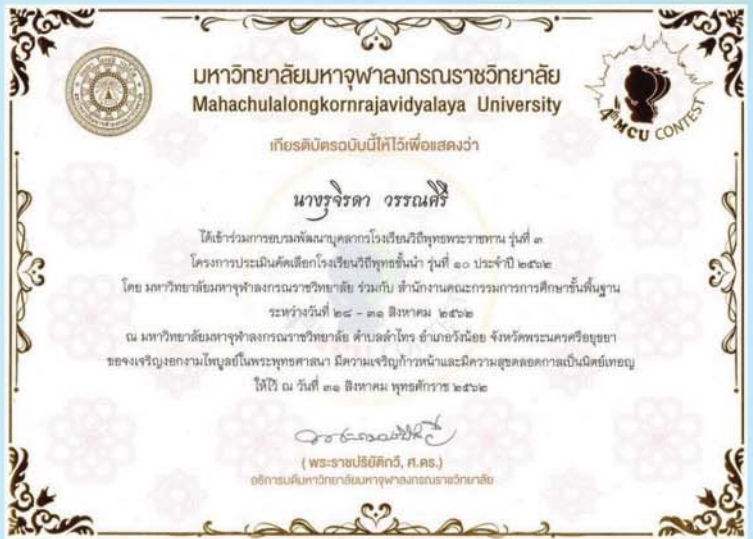 มหาวิทยาลัยมหาจุฬาลงกรณราชวิทยาลัย
Mahachulalongkornrajavidyalaya University
4th MCU CONTEST
เกียรติบัตรฉบับนี้ให้ไว้เพื่อแสดงว่า
นางรุจิรดา วรรณศิริ
ได้เข้าร่วมการอบรมพัฒนาบุคลากรโรงเรียนวิถีพุทธพระราชทาน รุ่นที่ ๓
โครงการประเมินคัดเลือกโรงเรียนวิถีพุทธชั้นนำ รุ่นที่ ๑๐ ประจำปี ๒๕๖๒
โดย มหาวิทยาลัยมหาจุฬาลงกรณราชวิทยาลัย ร่วมกับ สำนักงานคณะกรรมการการศึกษาขั้นพื้นฐาน
ระหว่างวันที่ ๒๘ - ๓๑ สิงหาคม ๒๕๖๒
ณ มหาวิทยาลัยมหาจุฬาลงกรณราชวิทยาลัย ตำบลลำไทร อำเภอวังน้อย จังหวัดพระนครศรีอยุธยา
ขอจงเจริญงอกงามไพบูลย์ในพระพุทธศาสนา มีความเจริญก้าวหน้าและมีความสุขตลอดกาลเป็นนิตย์เทอญ
ให้ไว้ ณ วันที่ ๓๑ สิงหาคม พุทธศักราช ๒๕๖๒
( พระราชปริยัติกวี, ศ.ดร.)
อธิการบดีมหาวิทยาลัยมหาจุฬาลงกรณราชวิทยาลัย